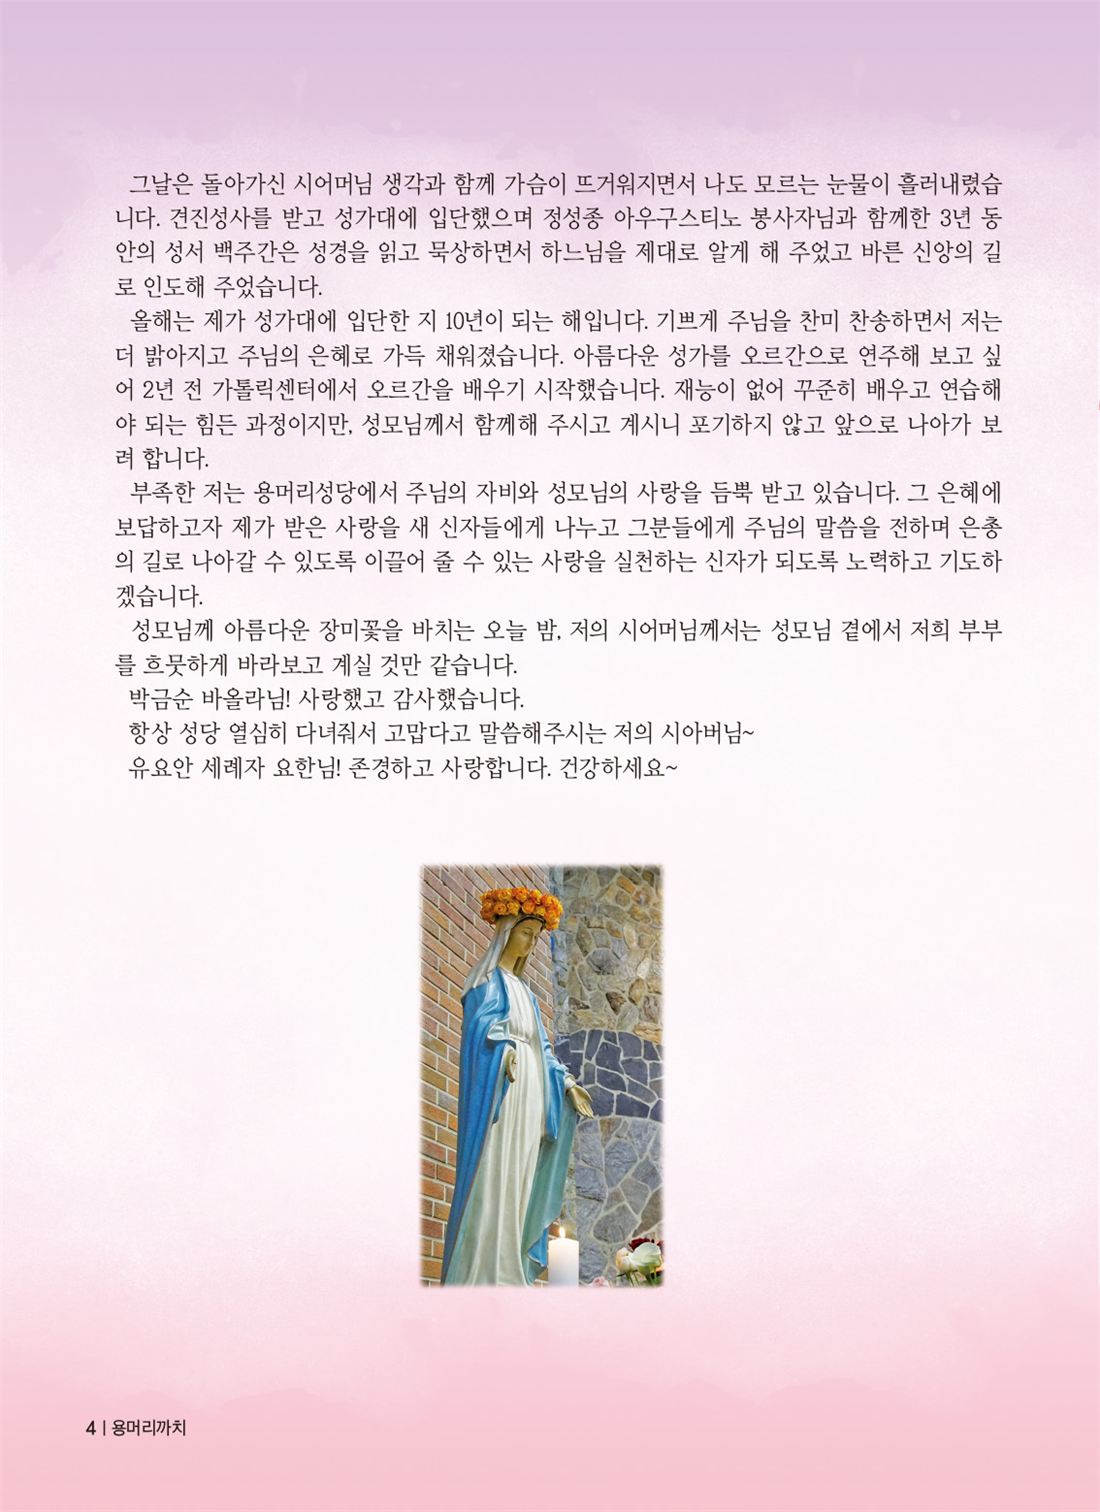 그날은 돌아가신 시어머님 생각과 함께 가슴이 뜨거워지면서 나도 모르는 눈물이 흘러내렸습
니다. 견진성사를 받고 성가대에 입단했으며 정성종 아우구스티노 봉사자님과 함께한 3년 동
안의 성서 백주간은 성경을 읽고 묵상하면서 하느님을 제대로 알게 해 주었고 바른 신앙의 길
로 인도해 주었습니다.
올해는 제가 성가대에 입단한 지 10년이 되는 해입니다. 기쁘게 주님을 찬미 찬송하면서 저는
더 밝아지고 주님의 은혜로 가득 채워졌습니다. 아름다운 성가를 오르간으로 연주해 보고 싶
어 2년 전 가톨릭센터에서 오르간을 배우기 시작했습니다. 재능이 없어 꾸준히 배우고 연습해
야 되는 힘든 과정이지만, 성모님께서 함께해 주시고 계시니 포기하지 않고 앞으로 나아가 보
려 합니다.
부족한 저는 용머리성당에서 주님의 자비와 성모님의 사랑을 듬뿍 받고 있습니다. 그 은혜에
보답하고자 제가 받은 사랑을 새 신자들에게 나누고 그분들에게 주님의 말씀을 전하며 은총
의 길로 나아갈 수 있도록 이끌어 줄 수 있는 사랑을 실천하는 신자가 되도록 노력하고 기도하
겠습니다.
성모님께 아름다운 장미꽃을 바치는 오늘 밤, 저의 시어머님께서는 성모님 곁에서 저희 부부
를 흐뭇하게 바라보고 계실 것만 같습니다.
박금순 바올라님! 사랑했고 감사했습니다.
항상 성당 열심히 다녀줘서 고맙다고 말씀해주시는 저의 시아버님~
유요안 세례자 요한님! 존경하고 사랑합니다. 건강하세요~
4 | 용머리까치